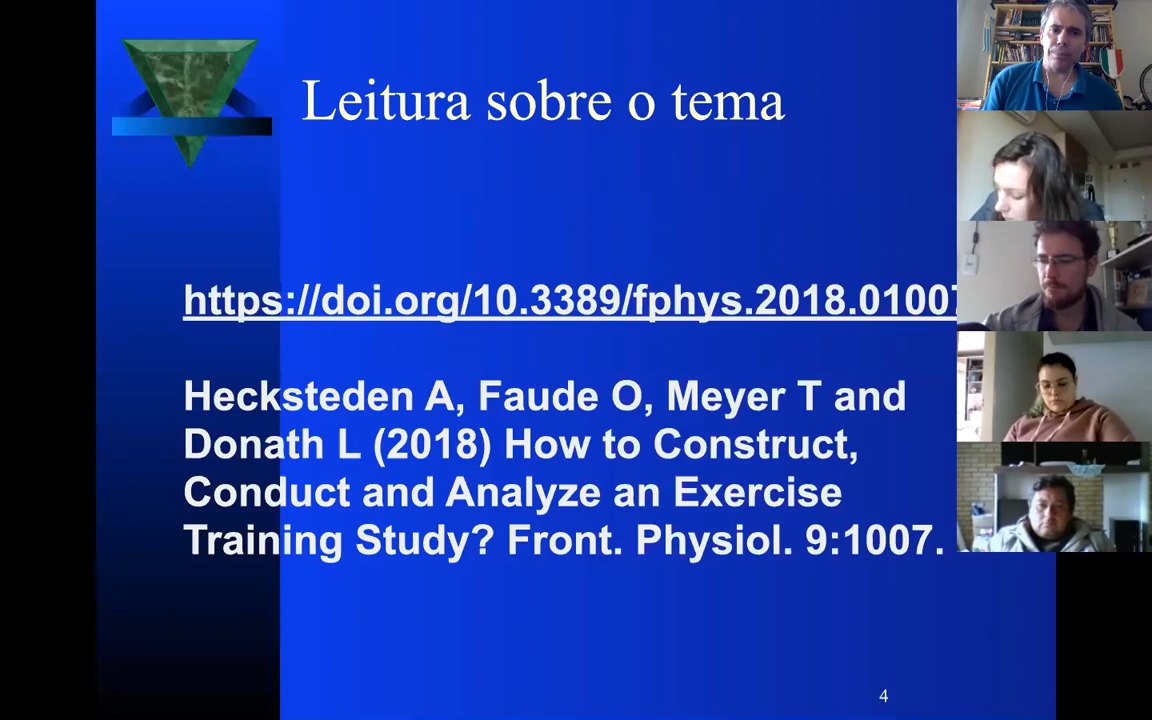 Leitura sobre o tema
https://doi.org/10.3389/fphys.2018.01007
Hecksteden A, Faude O, Meyer T and
Donath L (2018) How to Construct,
Conduct and Analyze an Exercise
Training Study? Front. Physiol. 9:1007.
4